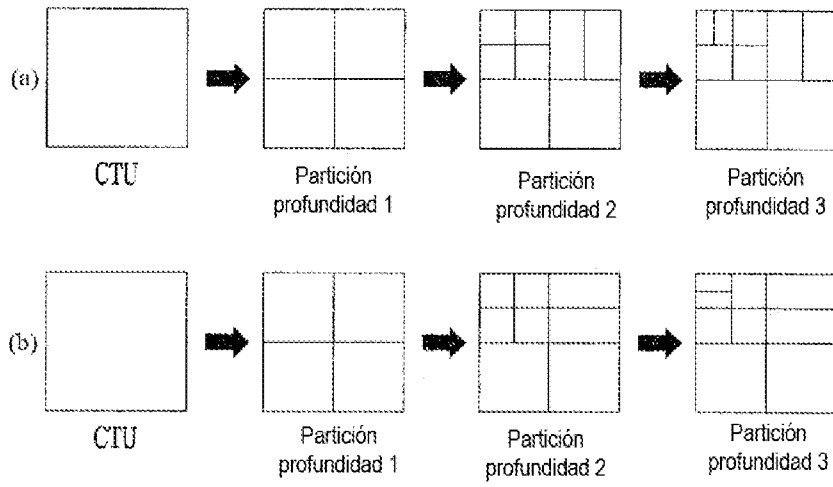 (a)
CTU
Partición
profundidad 1
Partición
profundidad 2
Partición
profundidad 3
(b)
CTU
Partición
profundidad 1
Partición
profundidad 2
Partición
profundidad 3